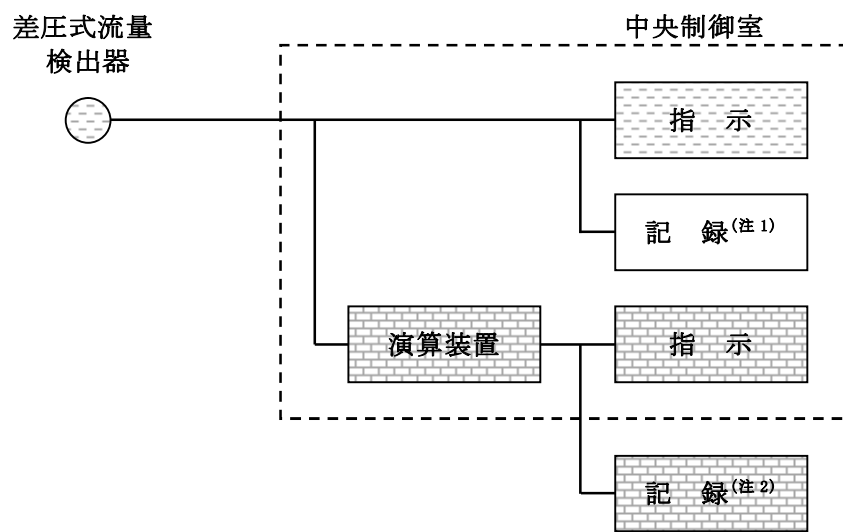 差圧式流量
検出器
中央制御室
指 示
記 録(注1)
演算装置
指 示
記 録(注2)